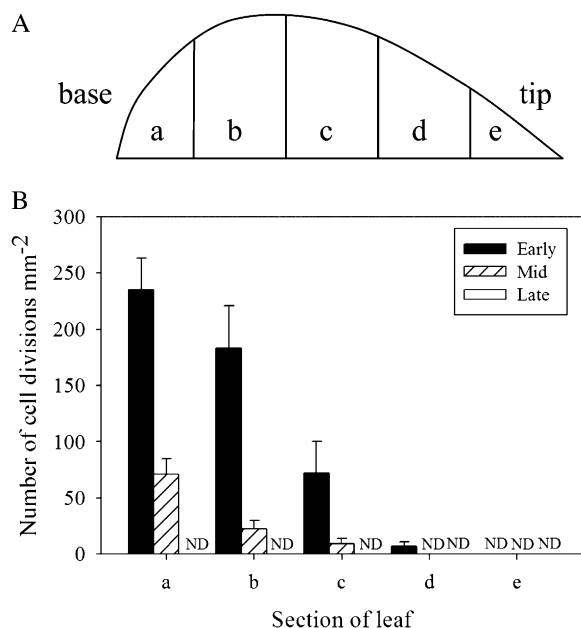 A
base
tip
a b c d e
B
Number of cell divisions mm-2
300
250
200
150
100
50
0
Early
Mid
Late
ND ND ND ND ND ND ND ND
a b c d e
Section of leaf